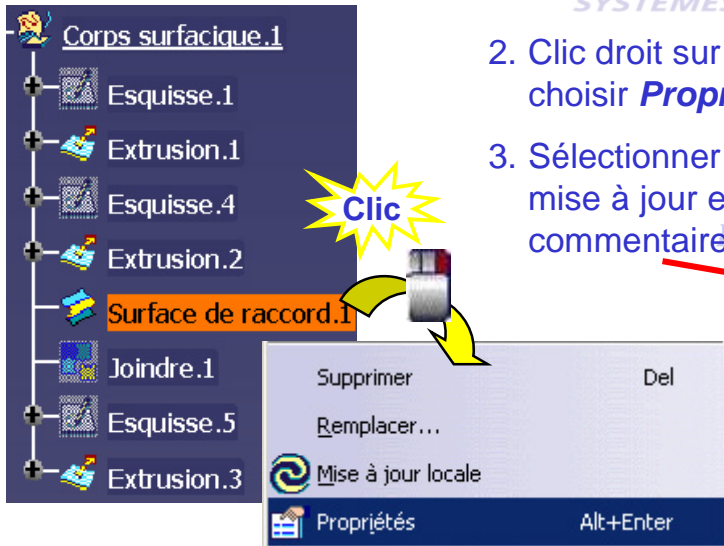 SYSTEMES
Corps surfacique.1
Esquisse.1
Extrusion.1
Esquisse.4
Extrusion.2
Surface de raccord.1
Joindre.1
Esquisse.5
Extrusion.3
2. Clic droit sur
choisir Propr
3. Sélectionner
mise à jour e
commentaire
Clic
Supprimer Del
Remplacer...
Mise à jour locale
Propriétés Alt+Enter